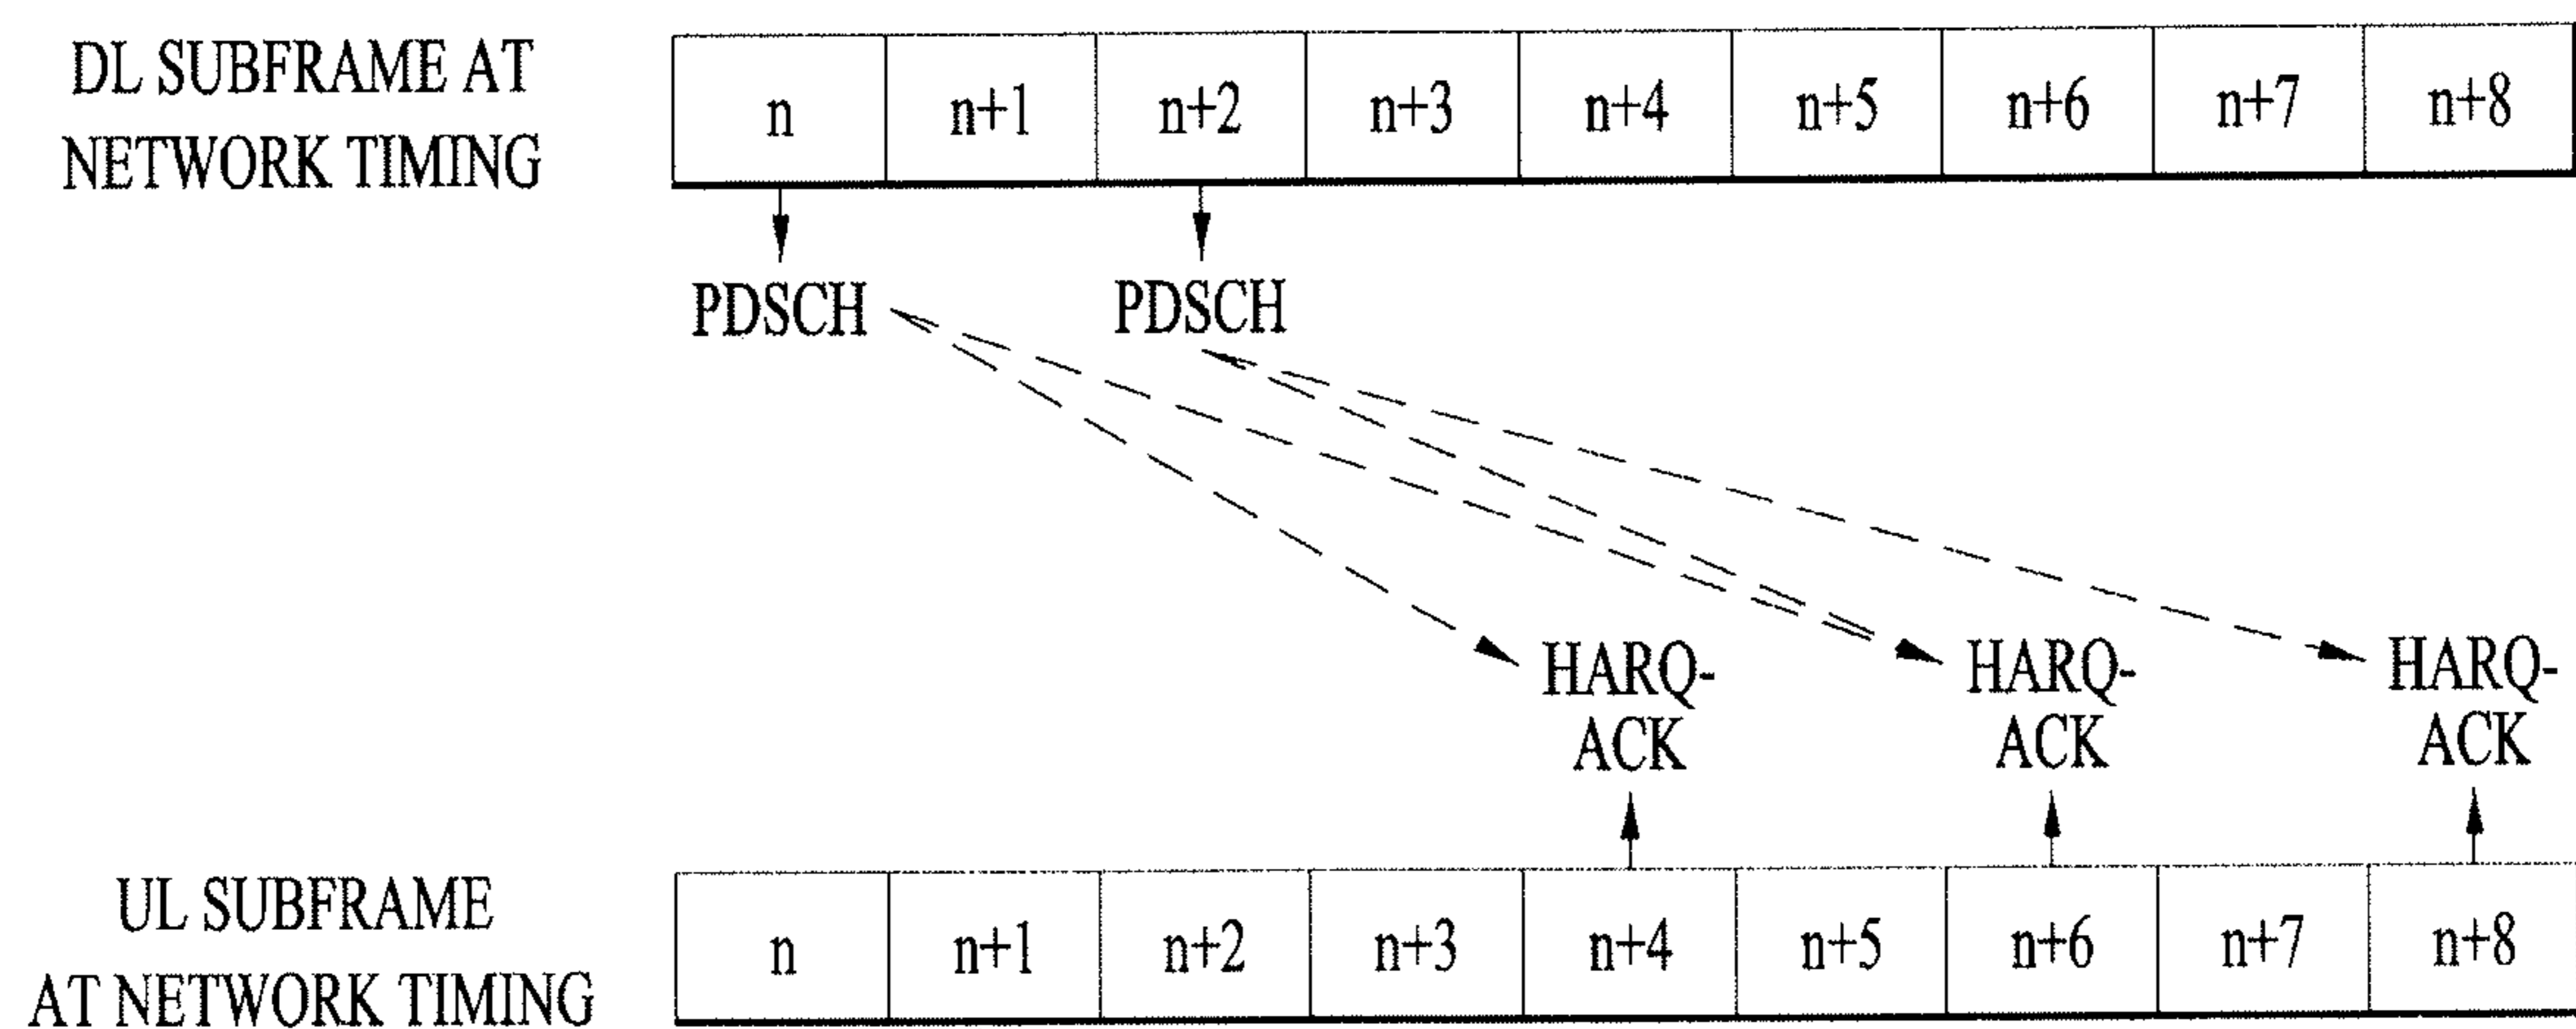 DL SUBFRAME AT
NETWORK TIMING
n n+1 n+2 n+3 n+4 n+5 n+6 n+7 n+8
PDSCH PDSCH
HARQ- HARQ- HARQ-
ACK ACK ACK
UL SUBFRAME
AT NETWORK TIMING
n n+1 n+2 n+3 n+4 n+5 n+6 n+7 n+8